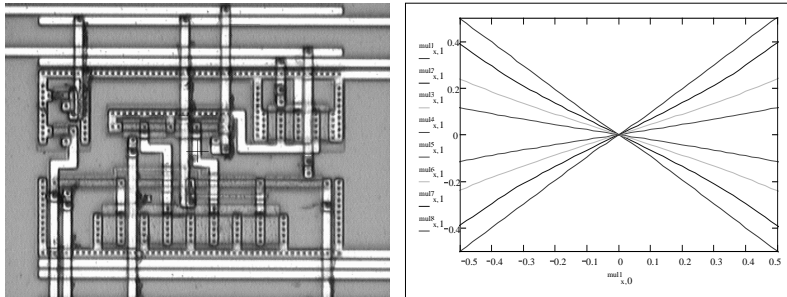 mul1 x,1
mul2 x,1
mul3 x,1
mul4 x,1
mul5 x,1
mul6 x,1
mul7 x,1
mul8 x,1
0.4
0.2
0
−0.2
−0.4
−0.5 −0.4 −0.3 −0.2 −0.1 0 0.1 0.2 0.3 0.4 0.5
mul1 x,0